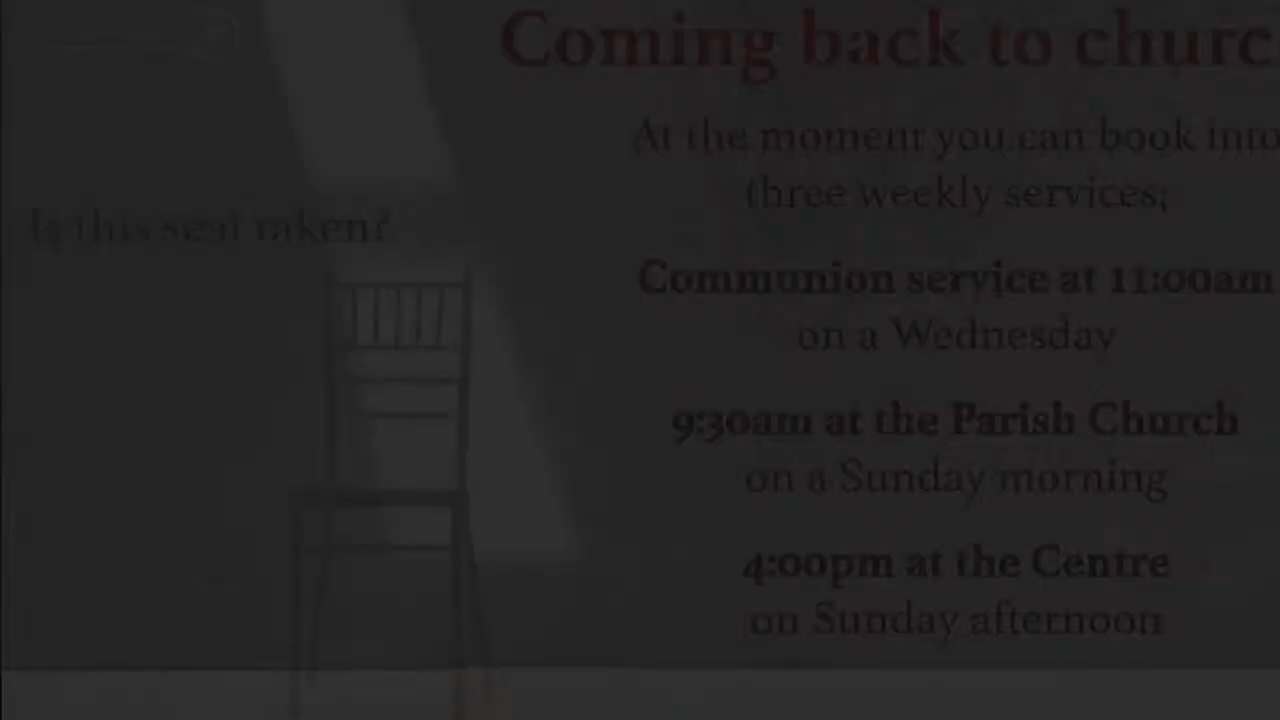 Coming back to churc
At the moment you can book into
three weekly services;
Is this seat taken?
Communion service at 11:00am
on a Wednesday
9:30am at the Parish Church
on a Sunday morning
4:00pm at the Centre
on Sunday afternoon